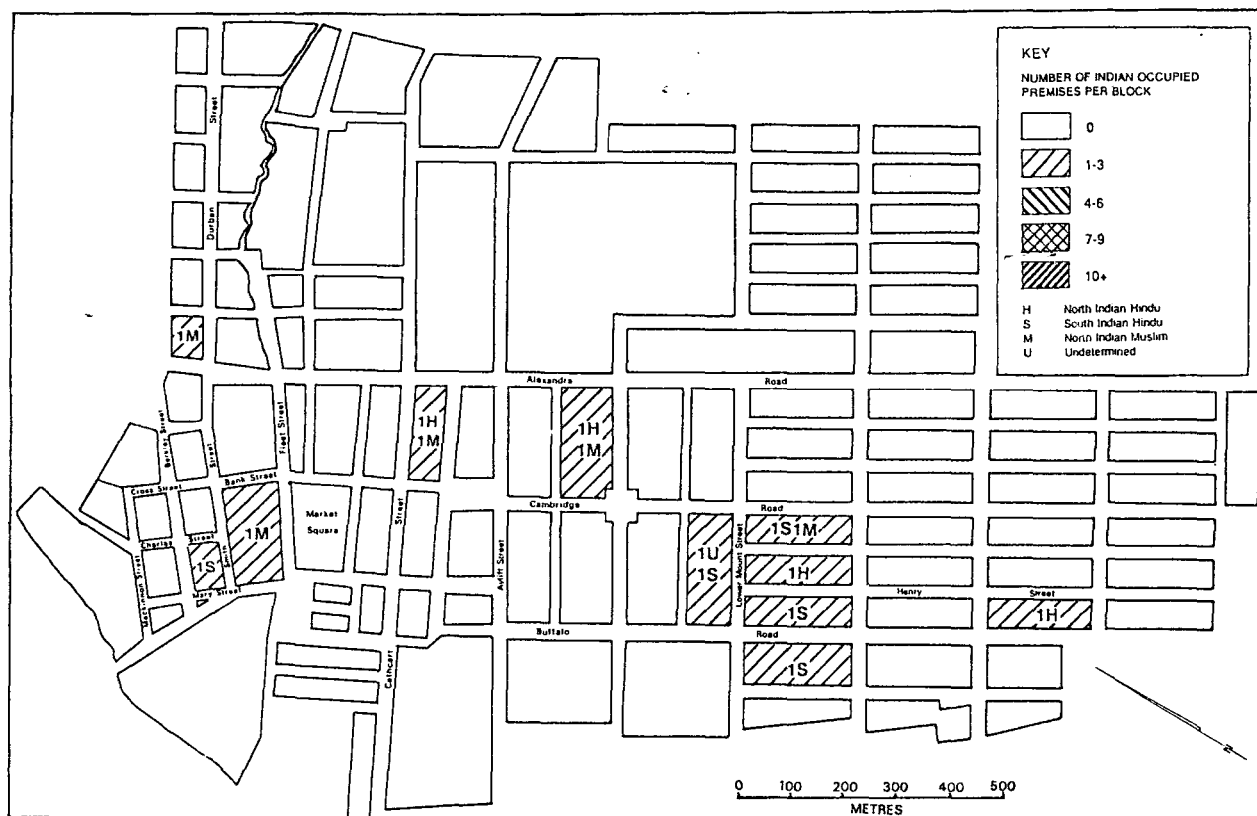 KEY
NUMBER OF INDIAN OCCUPIED
PREMISES PER BLOCK
0
1-3
4-6
7-9
10+
H North Indian Hindu
S South Indian Hindu
M North Indian Muslim
U Undetermined
Street
Durban
1M
Alexandra Road
Berkley Street
Street
Fleet Street
1H
1M
1H
1M
Cross Street
Bank Street
Cambridge Road
Market
Square
Street
Charles Street
Smith
1M
1S
Mary Street
Mackinnon Street
Ayliff Street
1U
1S
Lower Mount Street
1S1M
1H
Henry Street
1S
1H
Buffalo Road
1S
Cathcart
N
0 100 200 300 400 500
METRES